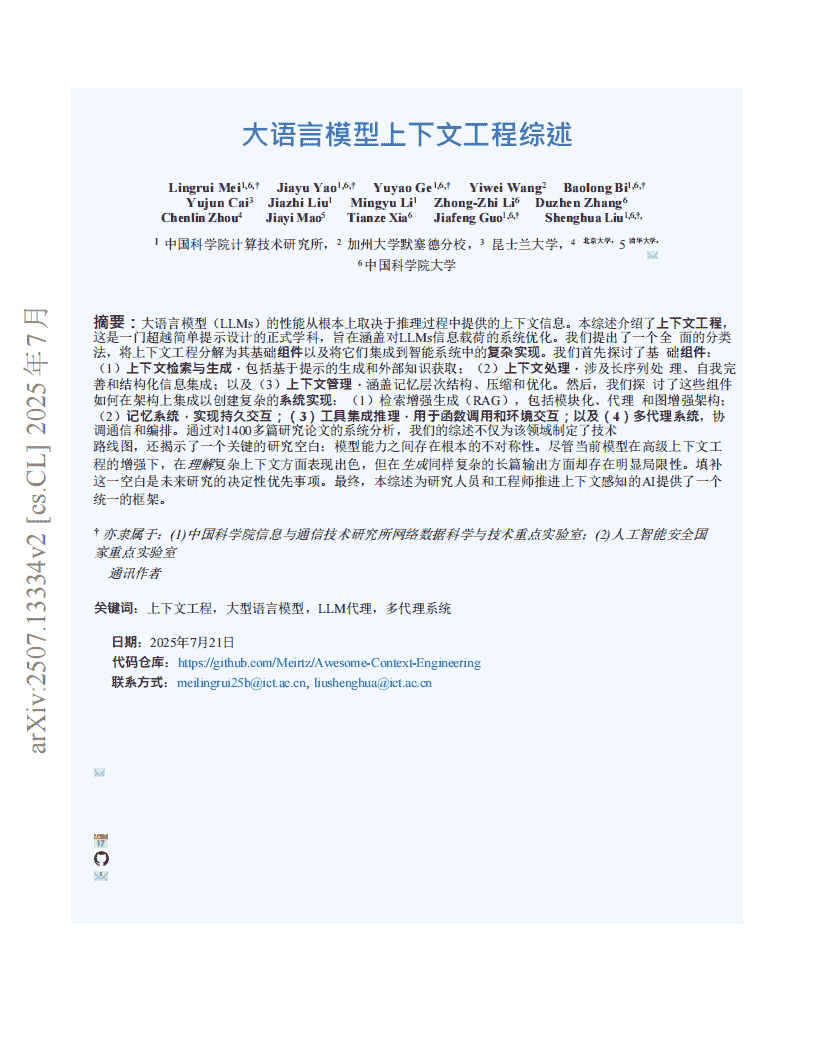 大语言模型上下文工程综述
Lingrui Mei1,6,† Jiayu Yao1,6,† Yuyao Ge1,6,† Yiwei Wang2 Baolong Bi1,6,†
Yujun Cai3 Jiazhi Liu1 Mingyu Li1 Zhong-Zhi Li6 Duzhen Zhang6
Chenlin Zhou4 Jiayi Mao5 Tianze Xia6 Jiafeng Guo1,6,† Shenghua Liu1,6,†,
1 中国科学院计算技术研究所，2 加州大学默塞德分校，3 昆士兰大学，4 北京大学，5 清华大学，
6 中国科学院大学
摘要：大语言模型（LLMs）的性能从根本上取决于推理过程中提供的上下文信息。本综述介绍了上下文工程，
这是一门超越简单提示设计的正式学科，旨在涵盖对LLMs信息载荷的系统优化。我们提出了一个全 面的分类
法，将上下文工程分解为其基础组件以及将它们集成到智能系统中的复杂实现。我们首先探讨了基 础组件：
（1）上下文检索与生成，包括基于提示的生成和外部知识获取；（2）上下文处理，涉及长序列处 理、自我完
善和结构化信息集成；以及（3）上下文管理，涵盖记忆层次结构、压缩和优化。然后，我们探 讨了这些组件
如何在架构上集成以创建复杂的系统实现：（1）检索增强生成（RAG），包括模块化、代理 和图增强架构；
（2）记忆系统，实现持久交互；（3）工具集成推理，用于函数调用和环境交互；以及（4）多代理系统，协
调通信和编排。通过对1400多篇研究论文的系统分析，我们的综述不仅为该领域制定了技术
路线图，还揭示了一个关键的研究空白：模型能力之间存在根本的不对称性。尽管当前模型在高级上下文工
程的增强下，在理解复杂上下文方面表现出色，但在生成同样复杂的长篇输出方面却存在明显局限性。填补
这一空白是未来研究的决定性优先事项。最终，本综述为研究人员和工程师推进上下文感知的AI提供了一个
统一的框架。
† 亦隶属于：(1)中国科学院信息与通信技术研究所网络数据科学与技术重点实验室；(2)人工智能安全国
家重点实验室
通讯作者
关键词：上下文工程，大型语言模型，LLM代理，多代理系统
日期：2025年7月21日
代码仓库：https://github.com/Meirtz/Awesome-Context-Engineering
联系方式：meilingrui25b@ict.ac.cn, liushenghua@ict.ac.cn
17
arXiv:2507.13334v2 [cs.CL] 2025 年 7 月